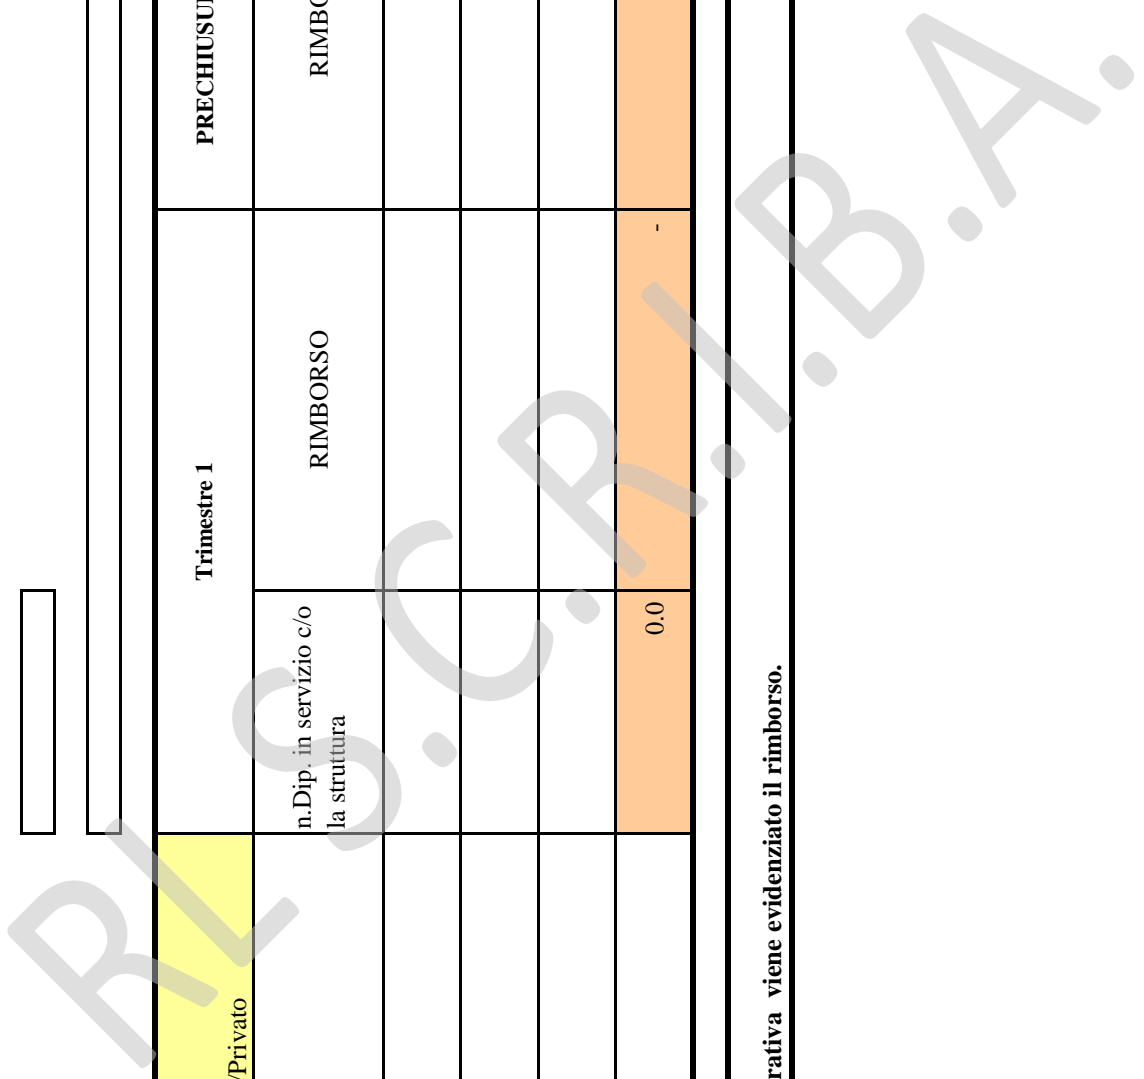 /Privato
Trimestre 1
PRECHIUSU
n.Dip. in servizio c/o
la struttura
RIMBORSO
RIMBO
0.0
-
rativa viene evidenziato il rimborso.
RL S.C.R.I.B.A.